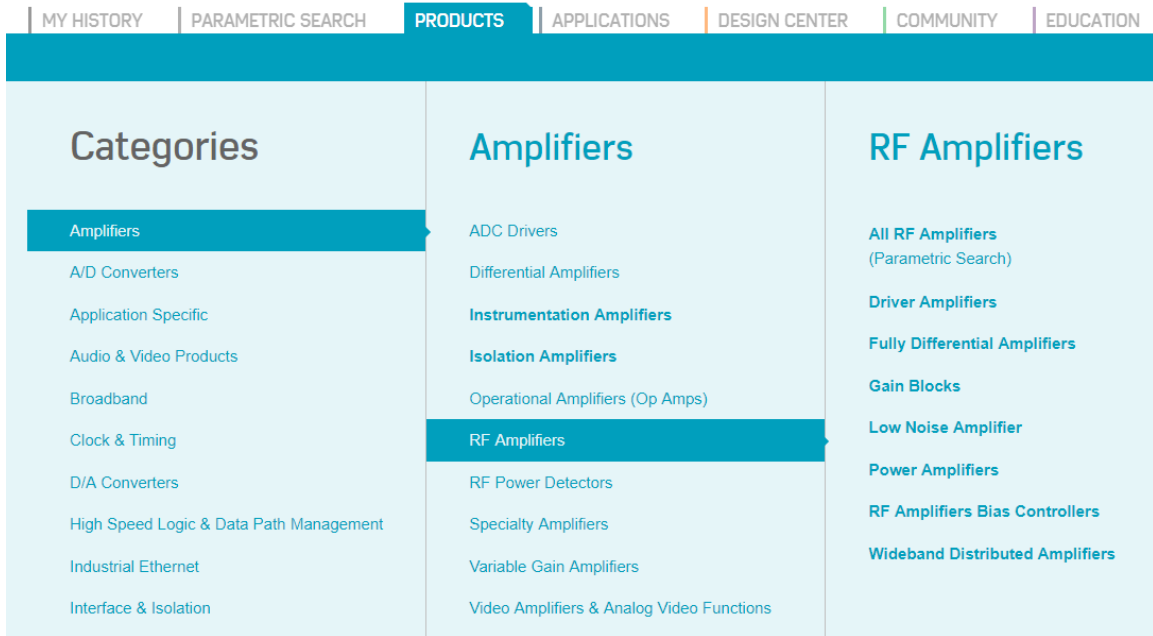 MY HISTORY
PARAMETRIC SEARCH
PRODUCTS
APPLICATIONS
DESIGN CENTER
COMMUNITY
EDUCATION
Categories
Amplifiers
A/D Converters
Application Specific
Audio & Video Products
Broadband
Clock & Timing
D/A Converters
High Speed Logic & Data Path Management
Industrial Ethernet
Interface & Isolation
Amplifiers
ADC Drivers
Differential Amplifiers
Instrumentation Amplifiers
Isolation Amplifiers
Operational Amplifiers (Op Amps)
RF Amplifiers
RF Power Detectors
Specialty Amplifiers
Variable Gain Amplifiers
Video Amplifiers & Analog Video Functions
RF Amplifiers
All RF Amplifiers
(Parametric Search)
Driver Amplifiers
Fully Differential Amplifiers
Gain Blocks
Low Noise Amplifier
Power Amplifiers
RF Amplifiers Bias Controllers
Wideband Distributed Amplifiers